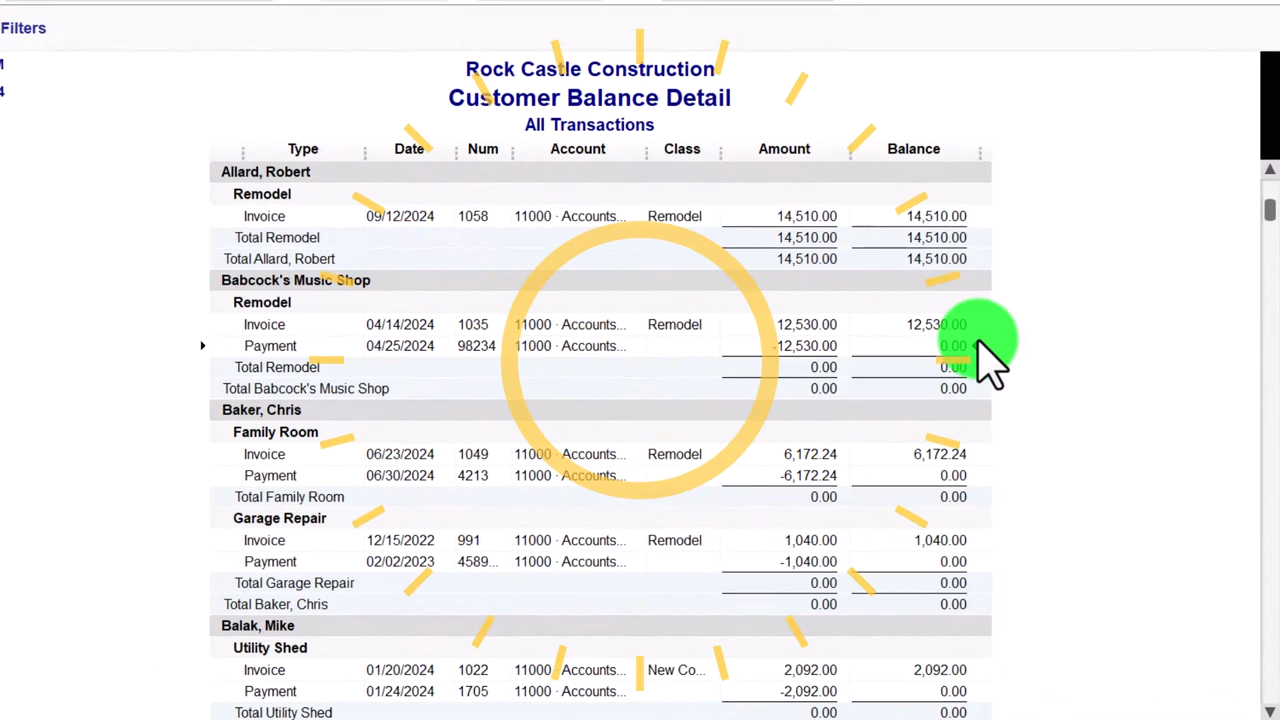 Filters
M
4
Rock Castle Construction
Customer Balance Detail
All Transactions
Type Date Num Account Class Amount Balance
Allard, Robert
Remodel
Invoice 09/12/2024 1058 11000 · Accounts... Remodel 14,510.00 14,510.00
Total Remodel 14,510.00 14,510.00
Total Allard, Robert 14,510.00 14,510.00
Babcock's Music Shop
Remodel
Invoice 04/14/2024 1035 11000 · Accounts... Remodel 12,530.00 12,530.00
Payment 04/25/2024 98234 11000 · Accounts... -12,530.00 0.00
Total Remodel 0.00 0.00
Total Babcock's Music Shop 0.00 0.00
Baker, Chris
Family Room
Invoice 06/23/2024 1049 11000 · Accounts... Remodel 6,172.24 6,172.24
Payment 06/30/2024 4213 11000 · Accounts... -6,172.24 0.00
Total Family Room 0.00 0.00
Garage Repair
Invoice 12/15/2022 991 11000 · Accounts... Remodel 1,040.00 1,040.00
Payment 02/02/2023 4589... 11000 · Accounts... -1,040.00 0.00
Total Garage Repair 0.00 0.00
Total Baker, Chris 0.00 0.00
Balak, Mike
Utility Shed
Invoice 01/20/2024 1022 11000 · Accounts... New Co... 2,092.00 2,092.00
Payment 01/24/2024 1705 11000 · Accounts... -2,092.00 0.00
Total Utility Shed 0.00 0.00